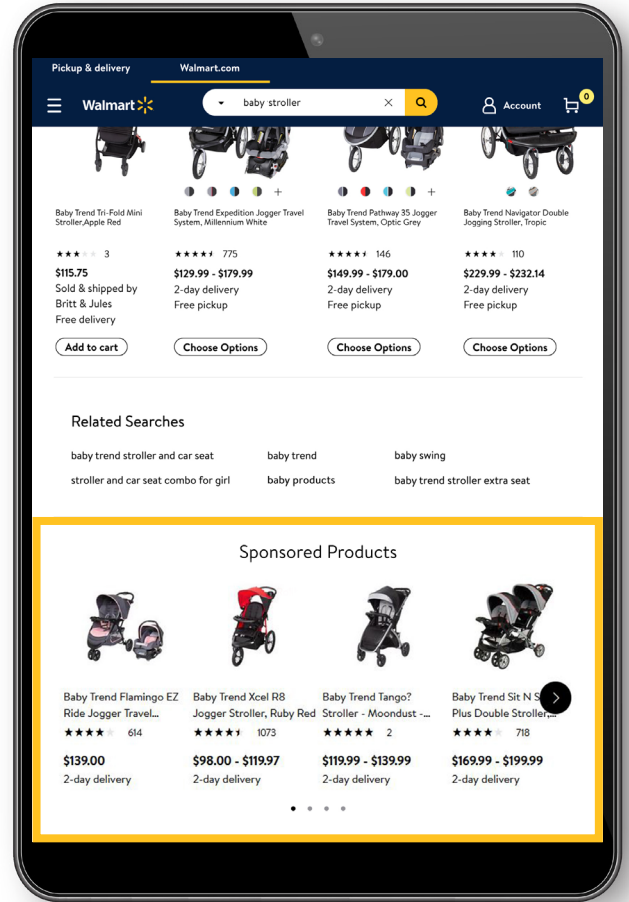 Pickup & delivery
Walmart.com
Walmart
baby stroller
Account
0
Baby Trend Tri-Fold Mini
Stroller,Apple Red
3
$115.75
Sold & shipped by
Britt & Jules
Free delivery
Add to cart
Baby Trend Expedition Jogger Travel
System, Millennium White
775
$129.99 - $179.99
2-day delivery
Free pickup
Choose Options
Baby Trend Pathway 35 Jogger
Travel System, Optic Grey
146
$149.99 - $179.00
2-day delivery
Free pickup
Choose Options
Baby Trend Navigator Double
Jogging Stroller, Tropic
110
$229.99 - $232.14
2-day delivery
Free pickup
Choose Options
Related Searches
baby trend stroller and car seat
baby trend
baby swing
stroller and car seat combo for girl
baby products
baby trend stroller extra seat
Sponsored Products
Baby Trend Flamingo EZ
Ride Jogger Travel...
614
$139.00
2-day delivery
Baby Trend Xcel R8
Jogger Stroller, Ruby Red
1073
$98.00 - $119.97
2-day delivery
Baby Trend Tango?
Stroller - Moondust -...
2
$119.99 - $139.99
2-day delivery
Baby Trend Sit N
Plus Double Stroller,...
718
$169.99 - $199.99
2-day delivery